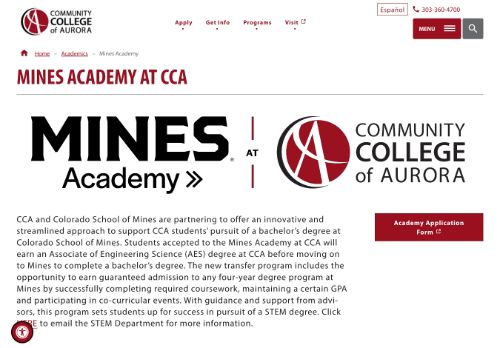 COMMUNITY
COLLEGE
of AURORA
Apply
Get Info
Programs
Visit
Español
303-360-4700
MENU
Home » Academics » Mines Academy
MINES ACADEMY AT CCA
MINES®
Academy
AT
COMMUNITY
COLLEGE
of AURORA
CCA and Colorado School of Mines are partnering to offer an innovative and
streamlined approach to support CCA students' pursuit of a bachelor's degree at
Colorado School of Mines. Students accepted to the Mines Academy at CCA will
earn an Associate of Engineering Science (AES) degree at CCA before moving on
to Mines to complete a bachelor's degree. The new transfer program includes the
opportunity to earn guaranteed admission to any four-year degree program at
Mines by successfully completing required coursework, maintaining a certain GPA
and participating in co-curricular events. With guidance and support from advi-
sors, this program sets students up for success in pursuit of a STEM degree. Click
to email the STEM Department for more information.
Academy Application
Form